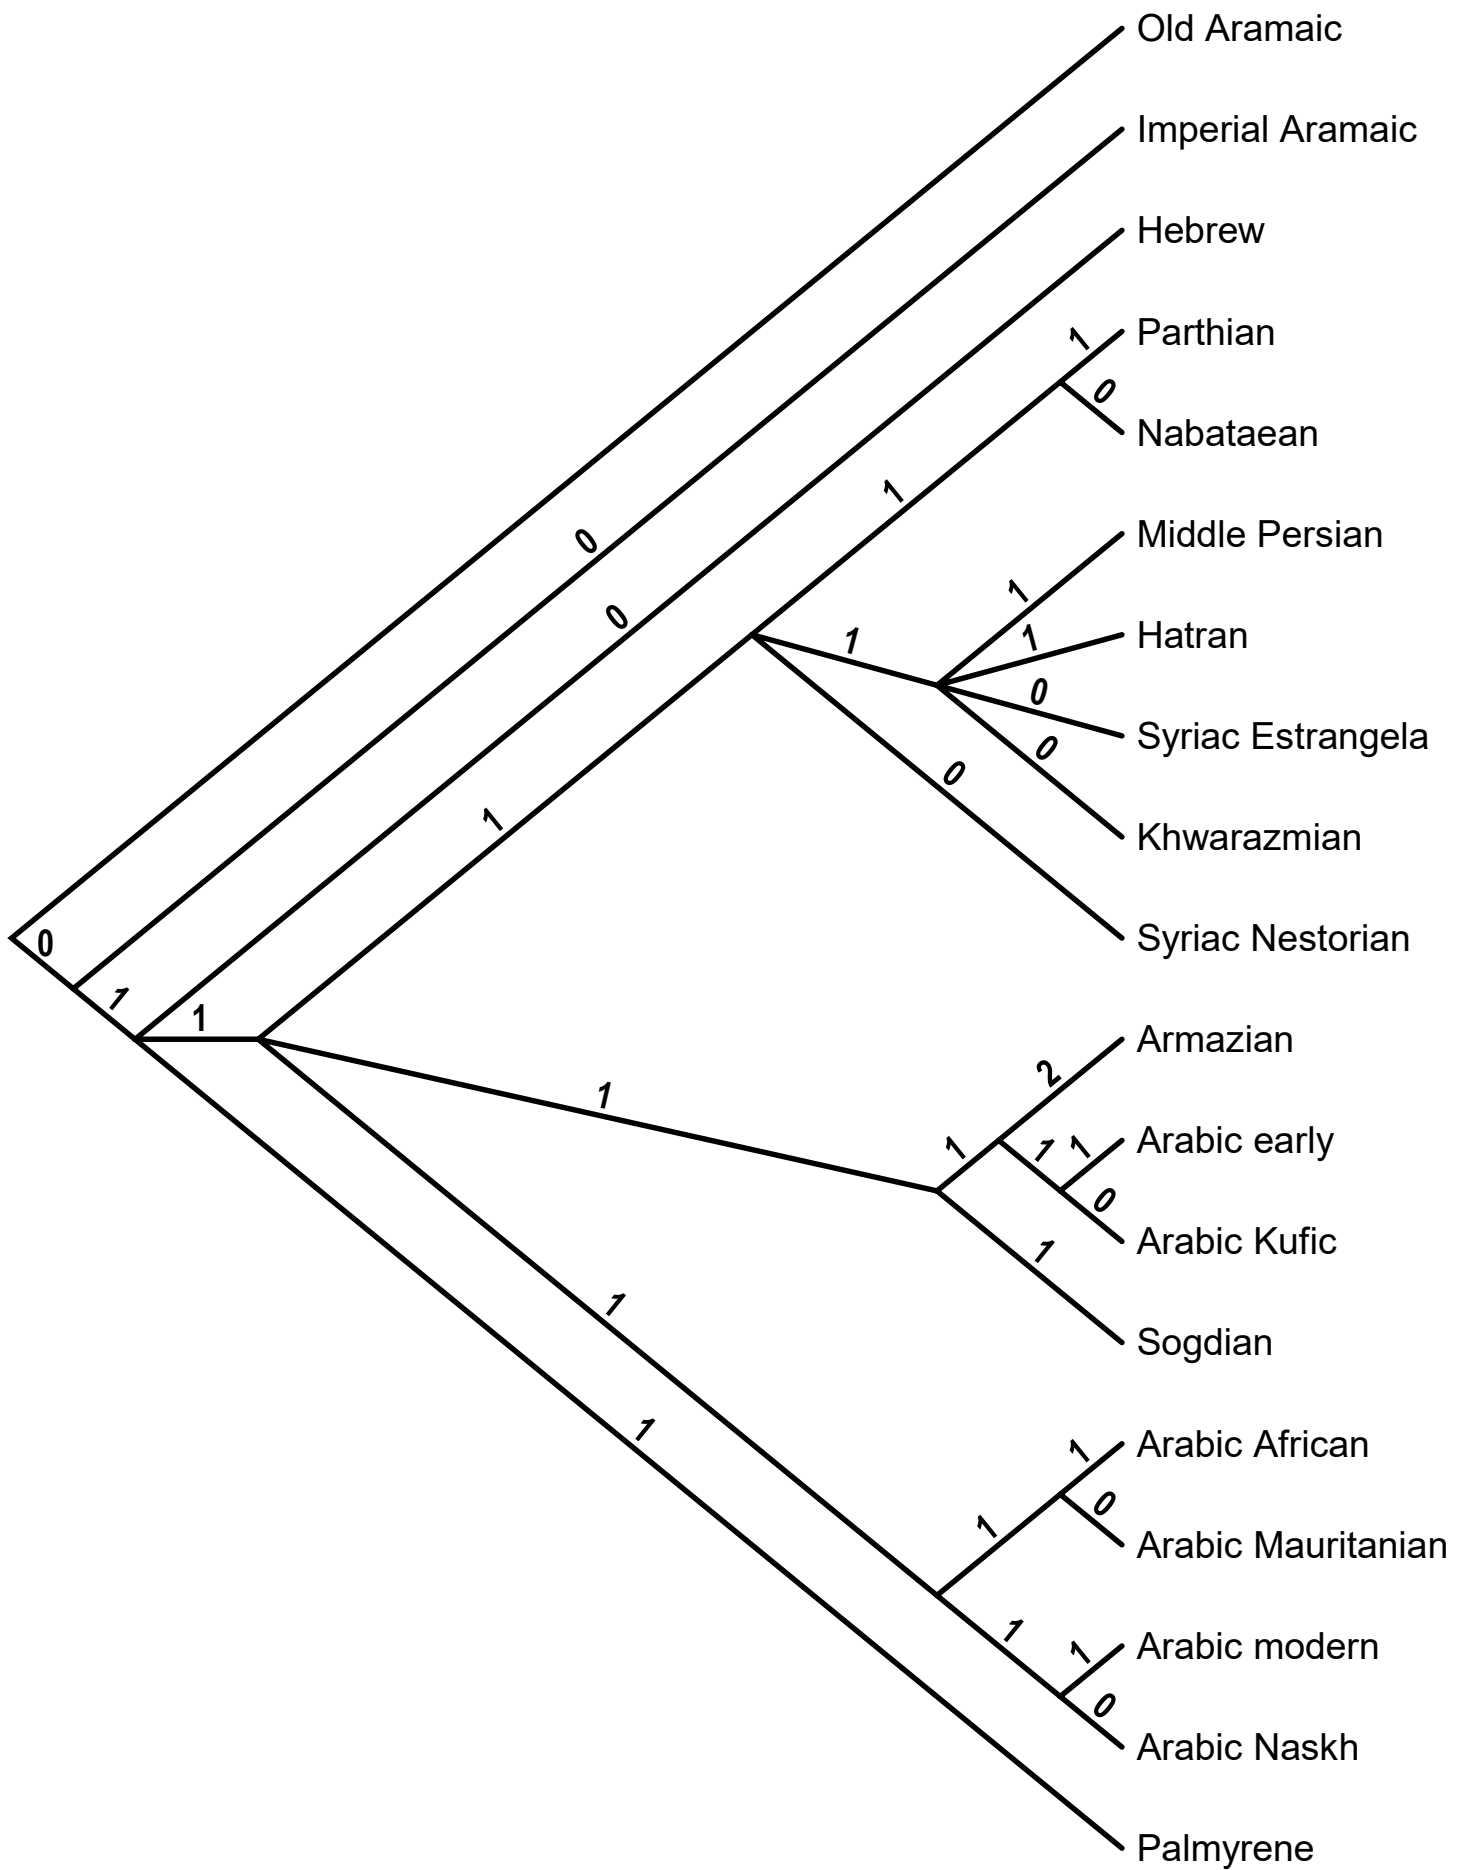 Old Aramaic
Imperial Aramaic
Hebrew
1
Parthian
0
Nabataean
1
0
Middle Persian
1
0
1
1
Hatran
0
Syriac Estrangela
0
0
1
Khwarazmian
0
Syriac Nestorian
1
1
Armazian
2
1
1
1
1
Arabic early
0
Arabic Kufic
1
1
Sogdian
1
1
Arabic African
0
1
Arabic Mauritanian
1
1
Arabic modern
0
Arabic Naskh
Palmyrene